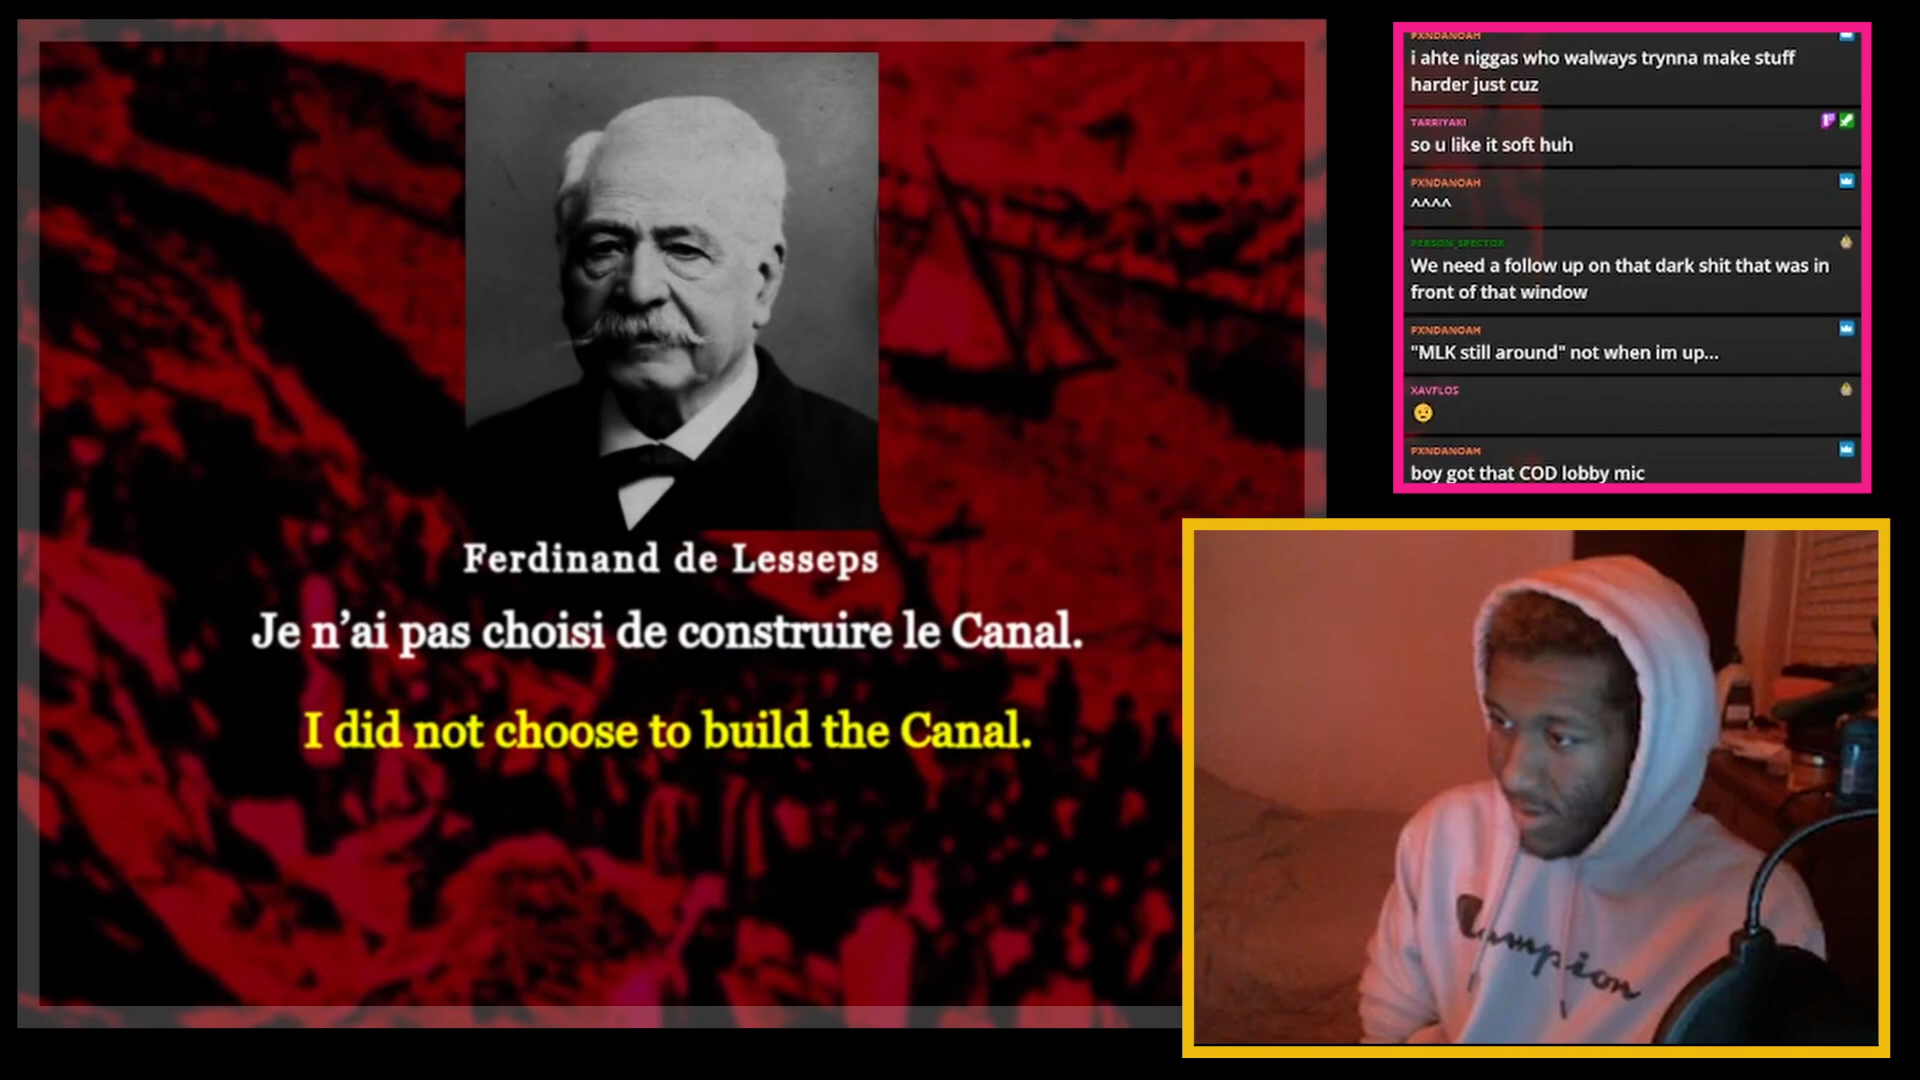 Ferdinand de Lesseps
Je n’ai pas choisi de construire le Canal.
I did not choose to build the Canal.
PXNDANOAH
i ahte niggas who walways trynna make stuff
harder just cuz
TARRIYAKI
so u like it soft huh
PXNDANOAH
^^^^
PERSON_SPECTOR
We need a follow up on that dark shit that was in
front of that window
PXNDANOAH
"MLK still around" not when im up...
XAVFLOS
PXNDANOAH
boy got that COD lobby mic
Champion